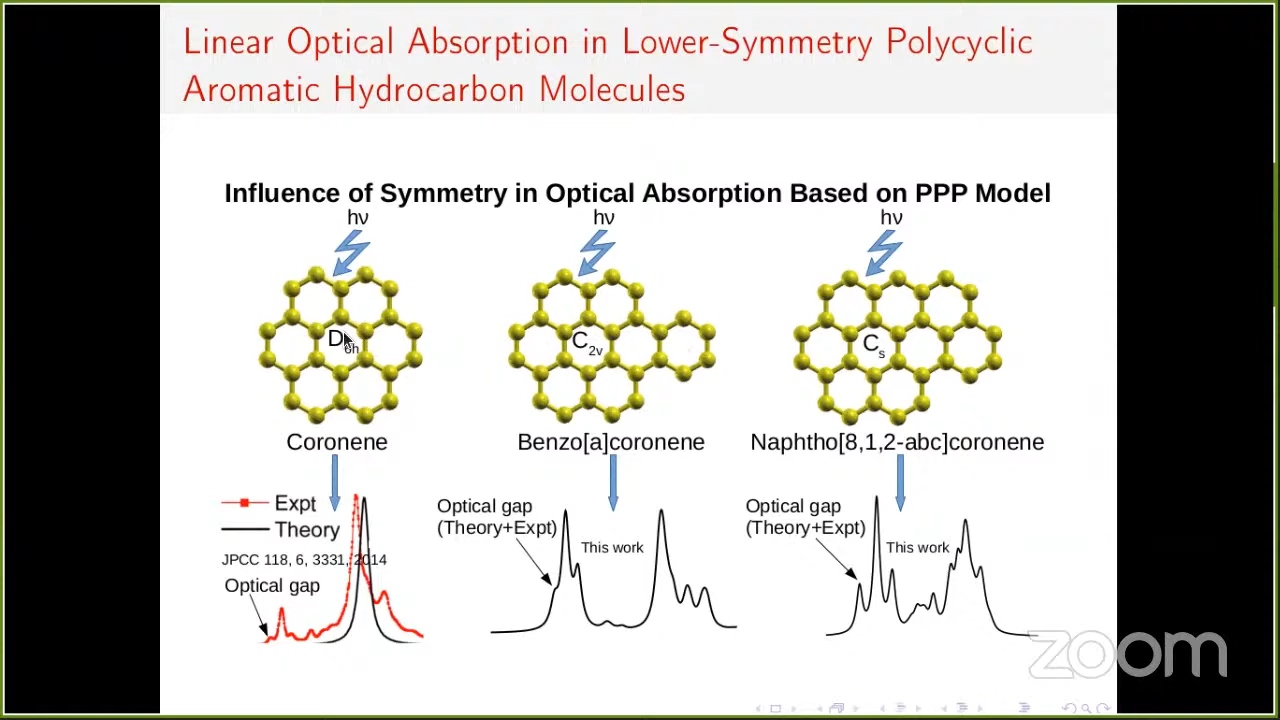 Linear Optical Absorption in Lower-Symmetry Polycyclic
Aromatic Hydrocarbon Molecules
Influence of Symmetry in Optical Absorption Based on PPP Model
hν
hν
hν
D6h
C2v
Cs
Coronene
Benzo[a]coronene
Naphtho[8,1,2-abc]coronene
Expt
Theory
JPCC 118, 6, 3331, 2014
Optical gap
Optical gap
(Theory+Expt)
This work
Optical gap
(Theory+Expt)
This work
zoom